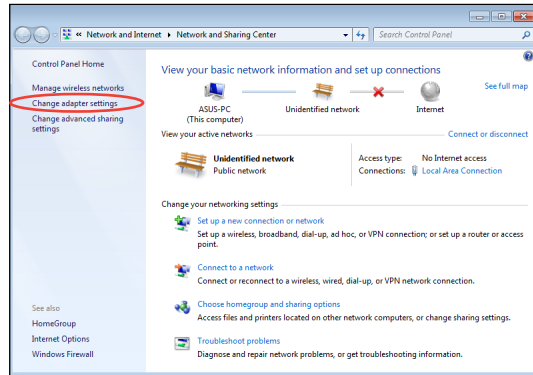 « Network and Internet ▸ Network and Sharing Center
Search Control Panel
Control Panel Home
Manage wireless networks
Change adapter settings
Change advanced sharing
settings
View your basic network information and set up connections
See full map
ASUS-PC
(This computer)
Unidentified network
Internet
View your active networks
Connect or disconnect
Unidentified network
Public network
Access type: No Internet access
Connections: Local Area Connection
Change your networking settings
Set up a new connection or network
Set up a wireless, broadband, dial-up, ad hoc, or VPN connection; or set up a router or access
point.
Connect to a network
Connect or reconnect to a wireless, wired, dial-up, or VPN network connection.
Choose homegroup and sharing options
Access files and printers located on other network computers, or change sharing settings.
Troubleshoot problems
Diagnose and repair network problems, or get troubleshooting information.
See also
HomeGroup
Internet Options
Windows Firewall